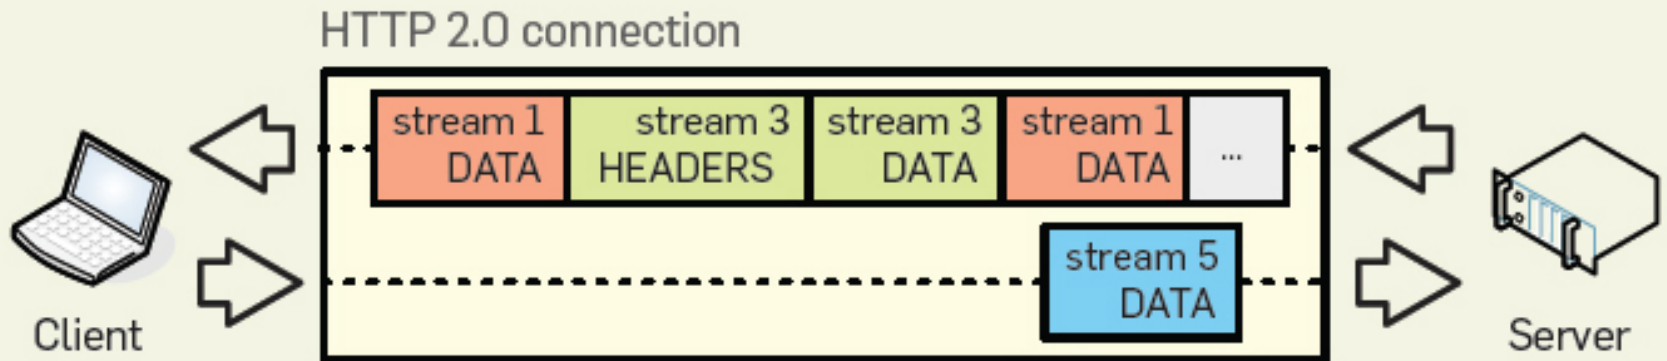 HTTP 2.0 connection
stream 1
DATA
stream 3
HEADERS
stream 3
DATA
stream 1
DATA
...
stream 5
DATA
Client
Server